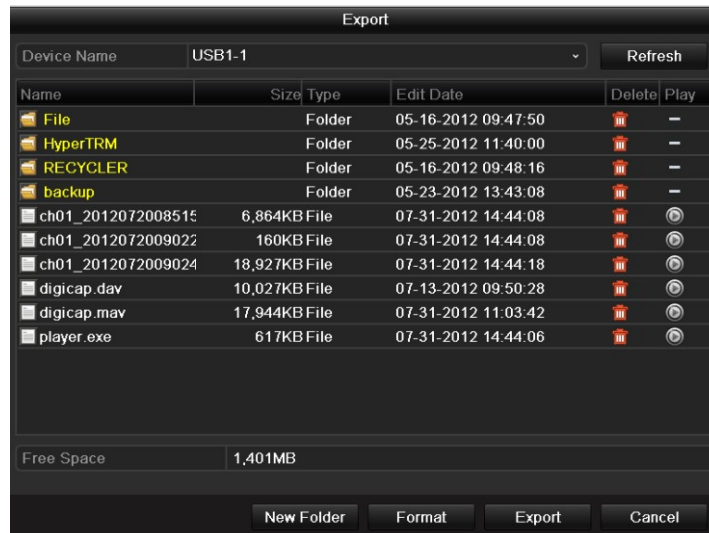 Export
Device Name USB1-1 Refresh
Name Size Type Edit Date Delete Play
File Folder 05-16-2012 09:47:50
HyperTRM Folder 05-25-2012 11:40:00
RECYCLER Folder 05-16-2012 09:48:16
backup Folder 05-23-2012 13:43:08
ch01_2012072008515 6,864KB File 07-31-2012 14:44:08
ch01_2012072009022 160KB File 07-31-2012 14:44:08
ch01_2012072009024 18,927KB File 07-31-2012 14:44:18
digicap.dav 10,027KB File 07-13-2012 09:50:28
digicap.mav 17,944KB File 07-31-2012 11:03:42
player.exe 617KB File 07-31-2012 14:44:06
Free Space 1,401MB
New Folder Format Export Cancel